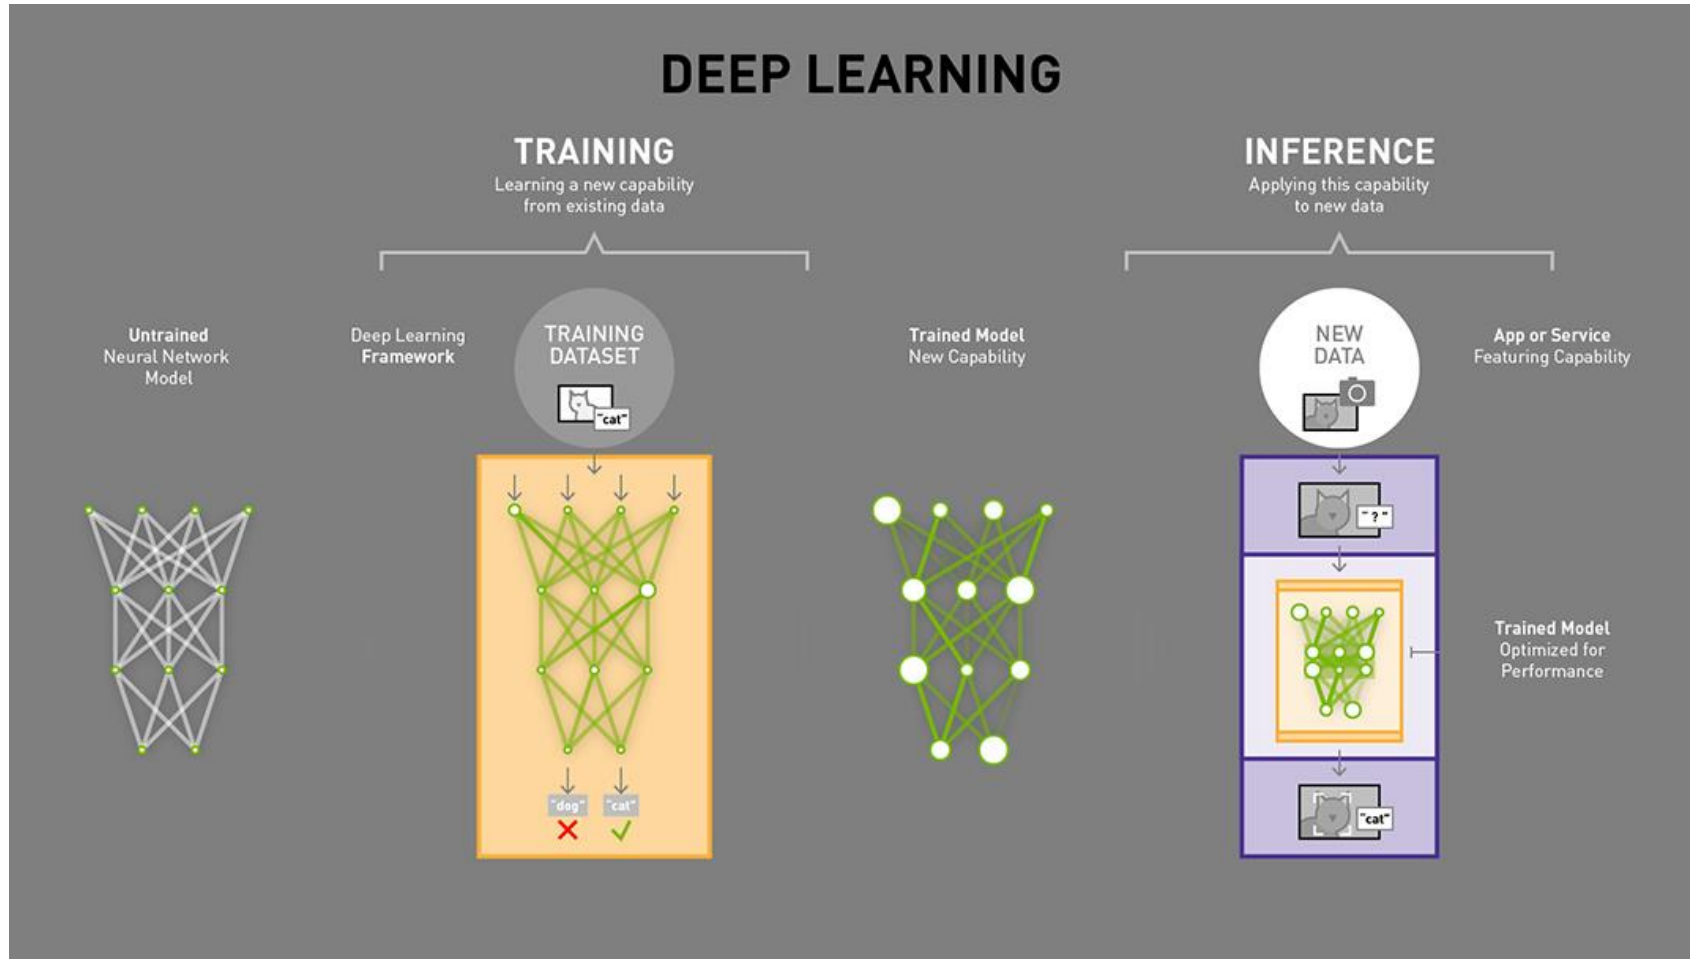 DEEP LEARNING
TRAINING
Learning a new capability
from existing data
INFERENCE
Applying this capability
to new data
Untrained
Neural Network
Model
Deep Learning
Framework
TRAINING
DATASET
"cat"
Trained Model
New Capability
NEW
DATA
App or Service
Featuring Capability
"?"
Trained Model
Optimized for
Performance
"dog"
"cat"
"cat"